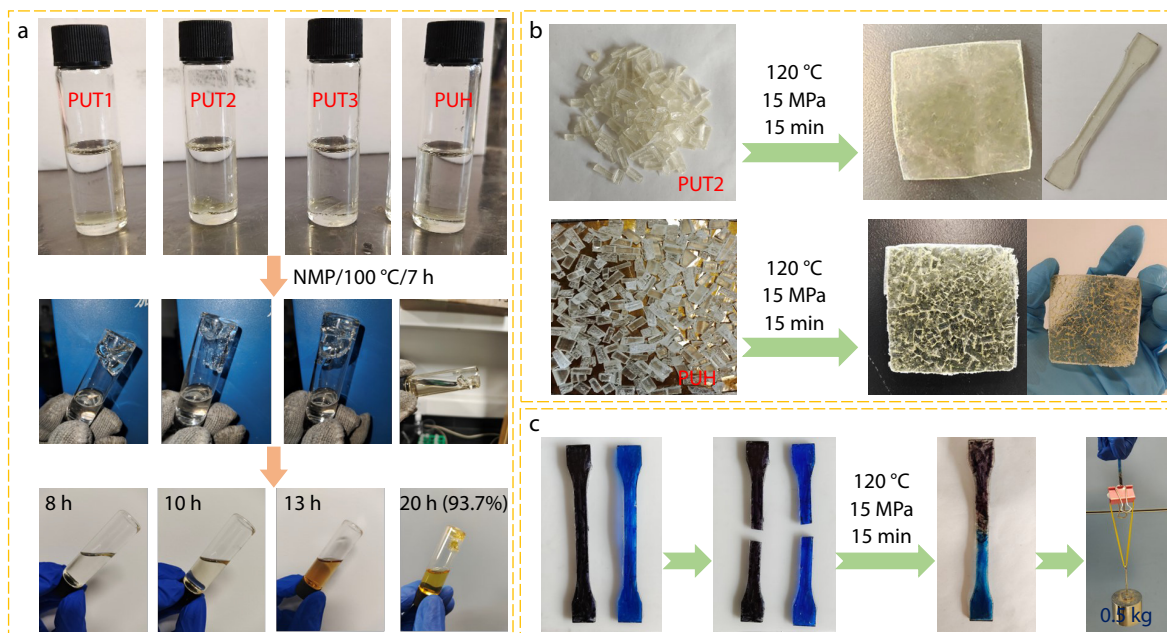 a
PUT1
PUT2
PUT3
PUH
NMP/100 °C/7 h
8 h
10 h
13 h
20 h (93.7%)
b
PUT2
120 °C
15 MPa
15 min
PUH
120 °C
15 MPa
15 min
c
120 °C
15 MPa
15 min
0.5 kg